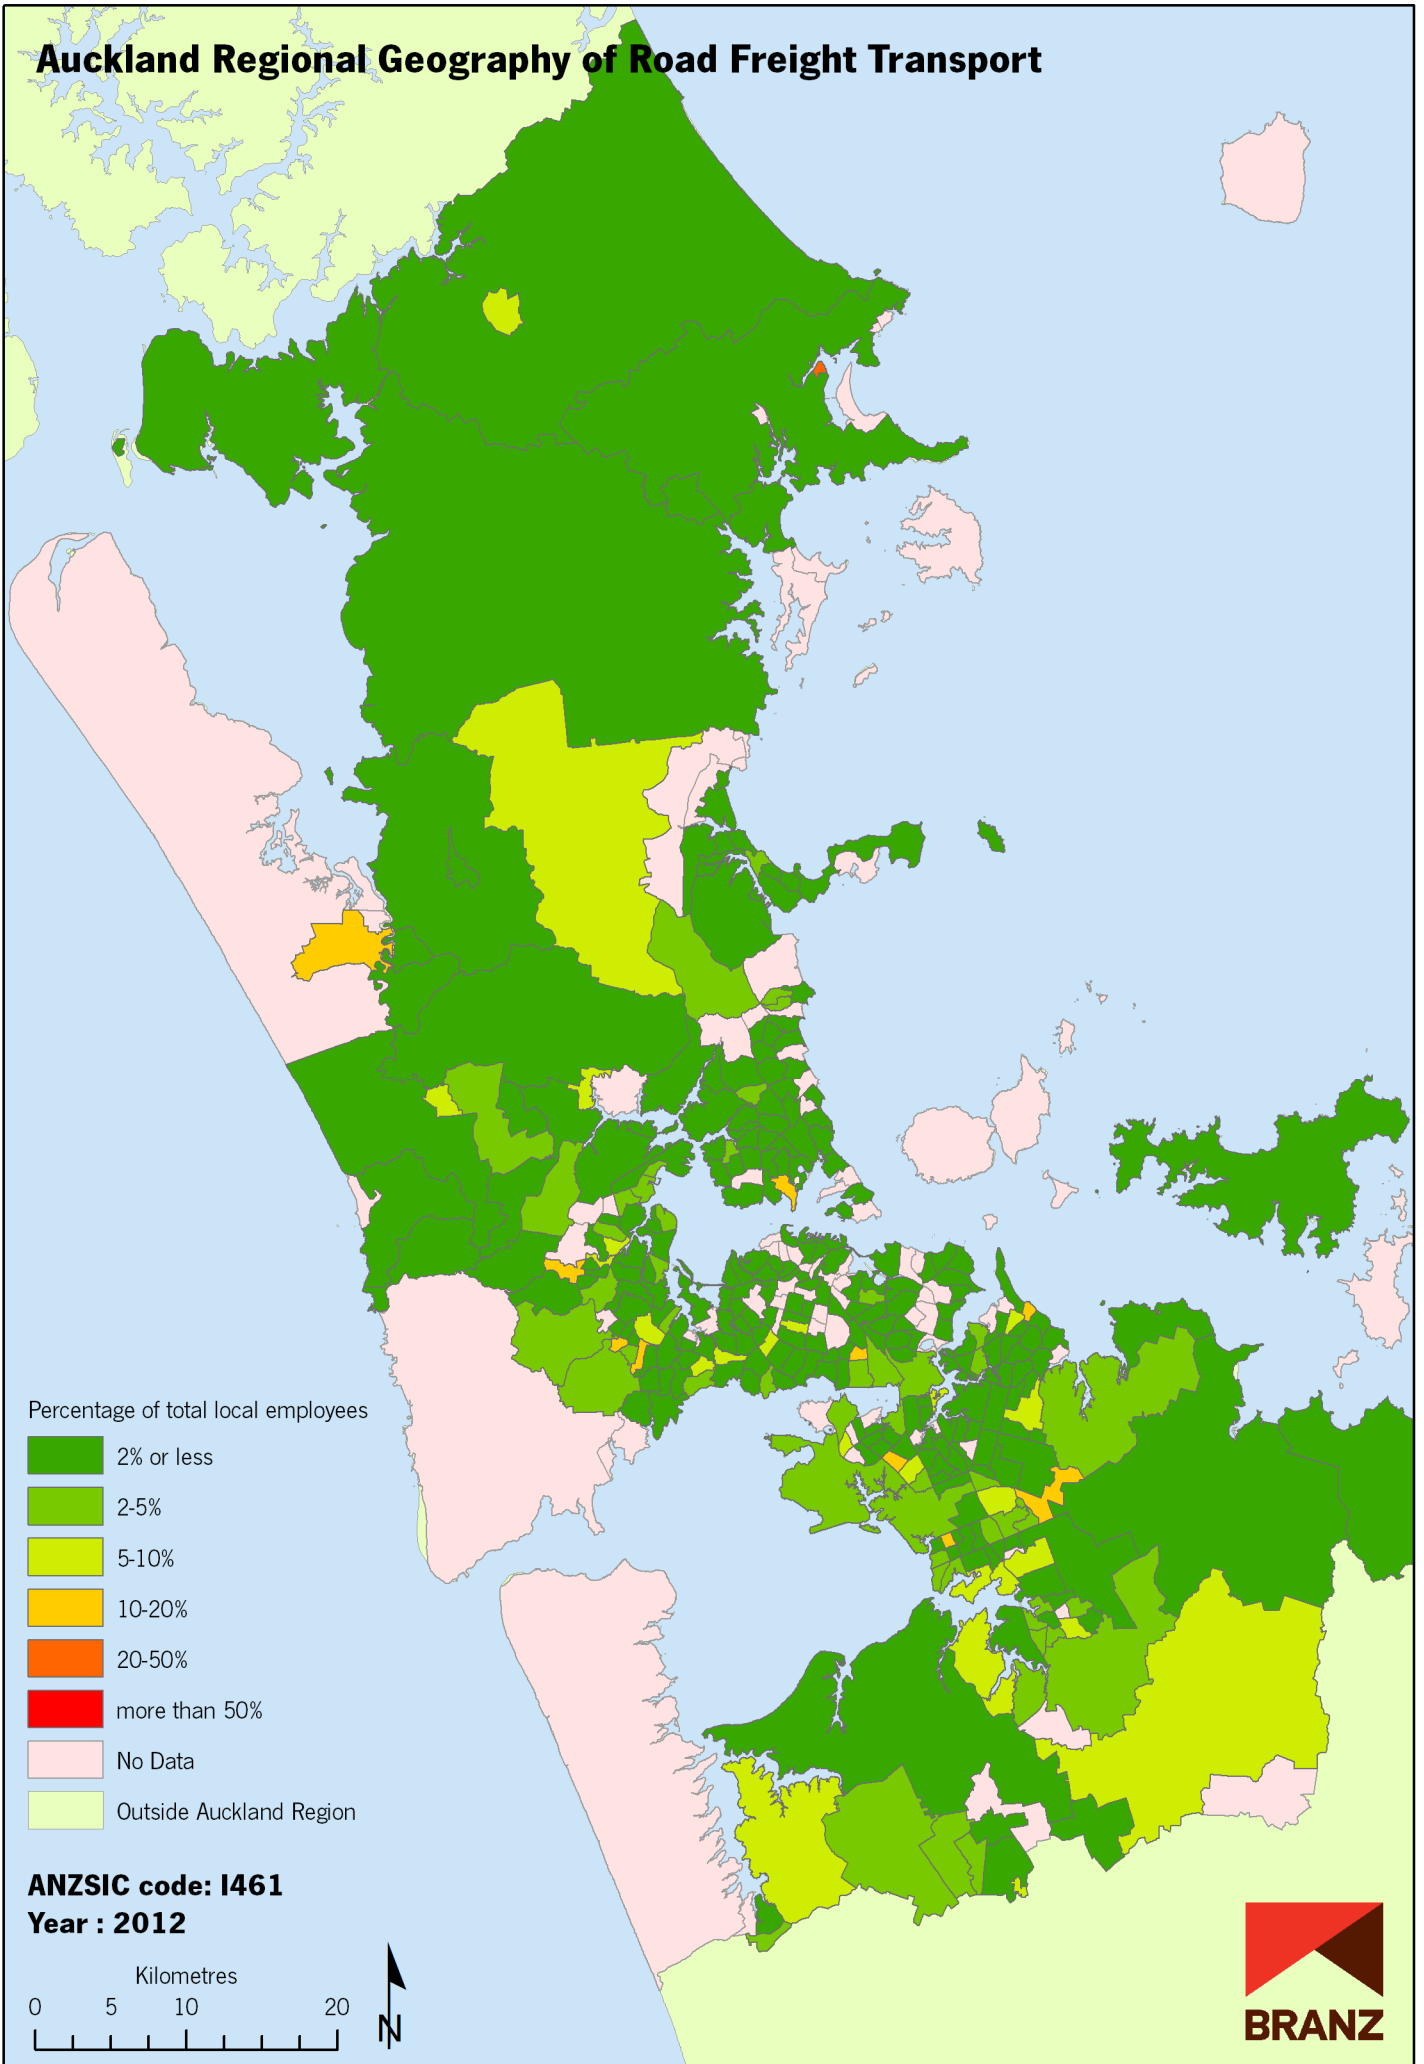 Auckland Regional Geography of Road Freight Transport
Percentage of total local employees
2% or less
2-5%
5-10%
10-20%
20-50%
more than 50%
No Data
Outside Auckland Region
ANZSIC code: I461
Year : 2012
Kilometres
0 5 10 20
N
BRANZ